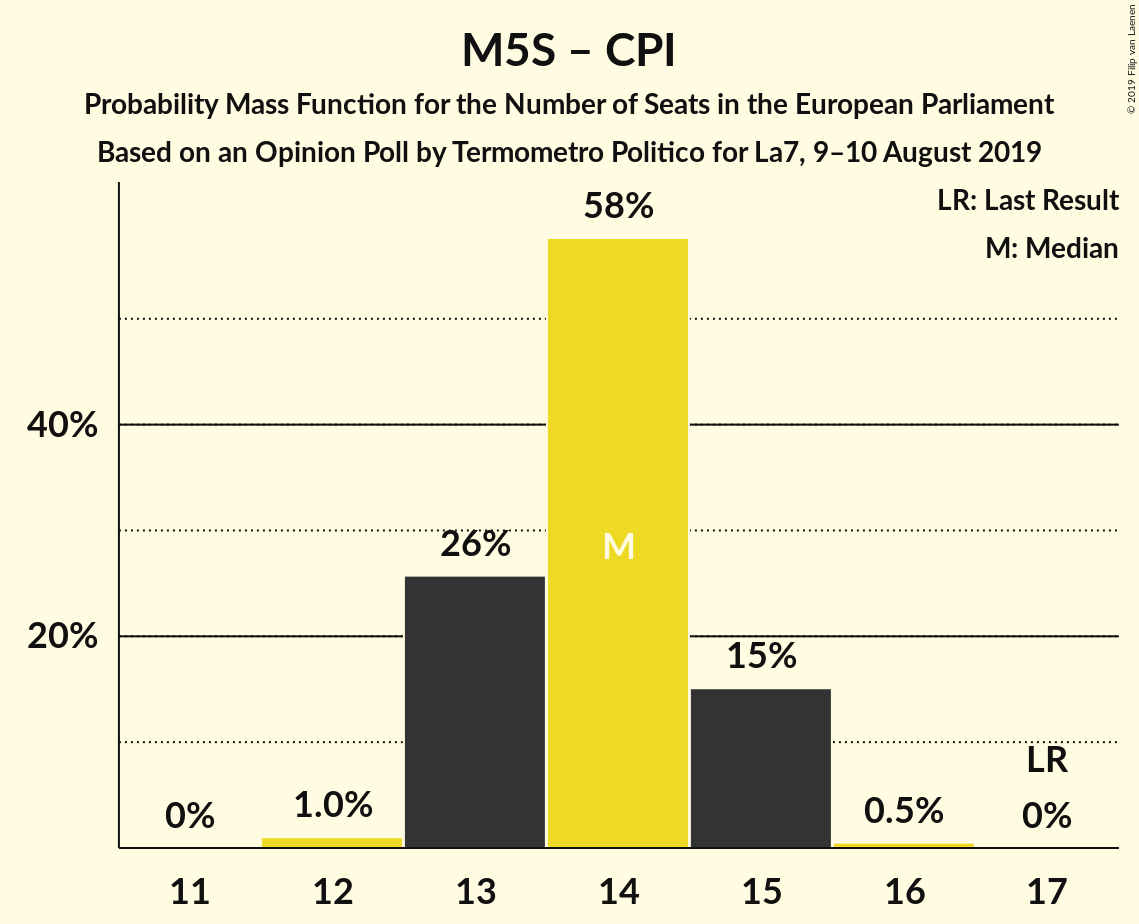 M5S – CPI
Probability Mass Function for the Number of Seats in the European Parliament
Based on an Opinion Poll by Termometro Politico for La7, 9–10 August 2019
© 2019 Filip van Laenen
LR: Last Result
M: Median
58%
40%
26%
M
20%
15%
LR
0%
1.0%
0.5%
0%
11 12 13 14 15 16 17